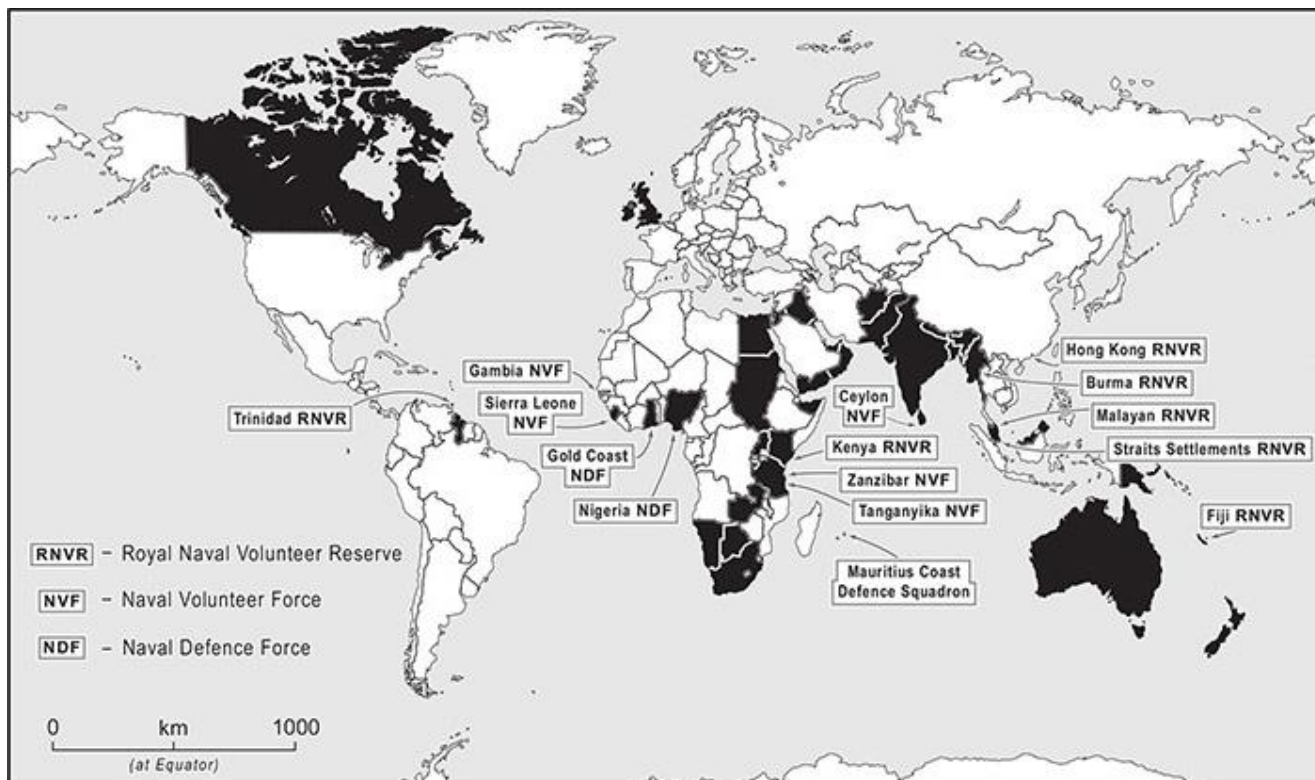 Gambia NVF
Sierra Leone
NVF
Trinidad RNVR
Gold Coast
NDF
Nigeria NDF
Ceylon
NVF
Hong Kong RNVR
Burma RNVR
Malayan RNVR
Straits Settlements RNVR
Kenya RNVR
Zanzibar NVF
Tanganyika NVF
Fiji RNVR
Mauritius Coast
Defence Squadron
RNVR – Royal Naval Volunteer Reserve
NVF – Naval Volunteer Force
NDF – Naval Defence Force
0 km 1000
(at Equator)